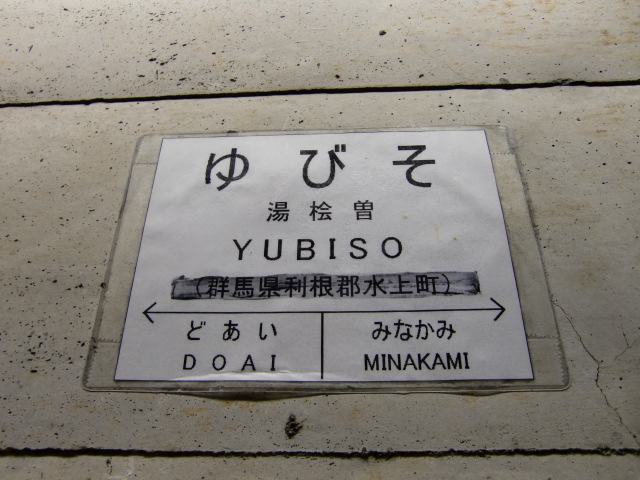 ゆびそ
湯桧曽
YUBISO
(群馬県利根郡水上町)
どあい みなかみ
DOAI MINAKAMI